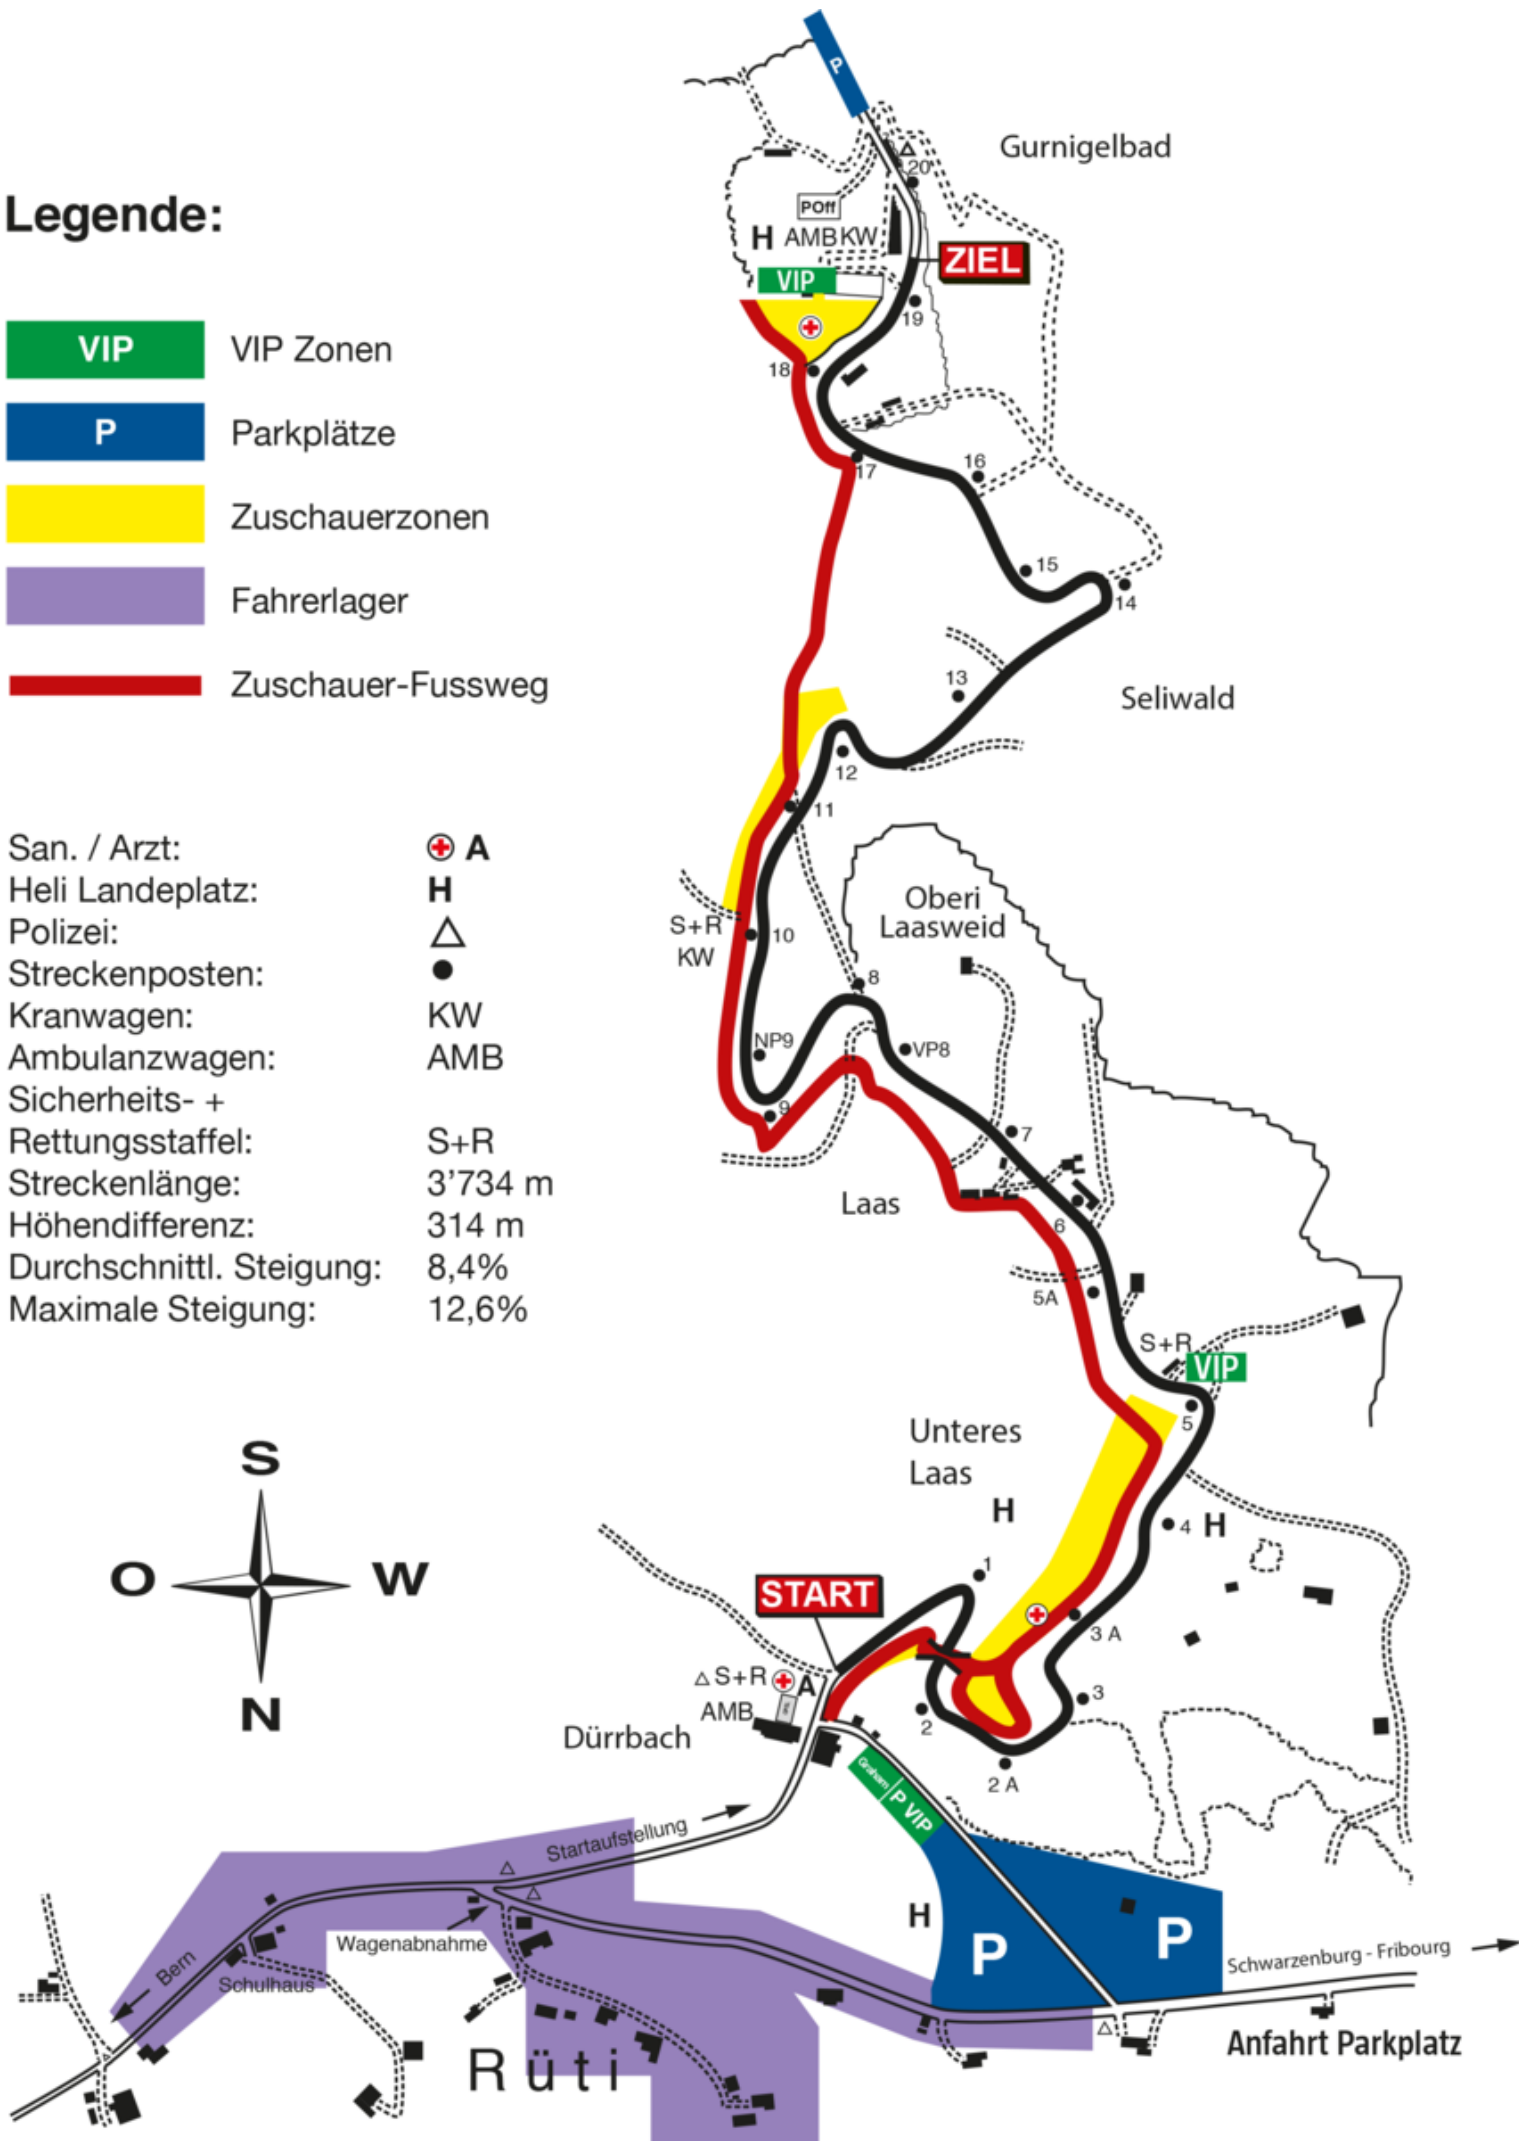 P
Gurnigelbad
20
POff
H AMB KW
ZIEL
VIP
19
18
17
16
15
14
13
Seliwald
12
11
Oberi
Laasweid
S+R
KW
10
8
NP9
VP8
9
7
Laas
6
5A
S+R
VIP
5
Unteres
Laas
H
4 H
1
START
3 A
S+R A
AMB
3
2
Dürrbach
2 A
Graham
P VIP
Startaufstellung
H
P
P
Wagenabnahme
Bern
Schulhaus
Schwarzenburg - Fribourg
Rüti
Anfahrt Parkplatz
Legende:
VIP VIP Zonen
P Parkplätze
Zuschauerzonen
Fahrerlager
Zuschauer-Fussweg
San. / Arzt: A
Heli Landeplatz: H
Polizei:
Streckenposten:
Kranwagen: KW
Ambulanzwagen: AMB
Sicherheits- +
Rettungsstaffel: S+R
Streckenlänge: 3’734 m
Höhendifferenz: 314 m
Durchschnittl. Steigung: 8,4%
Maximale Steigung: 12,6%
S
O W
N